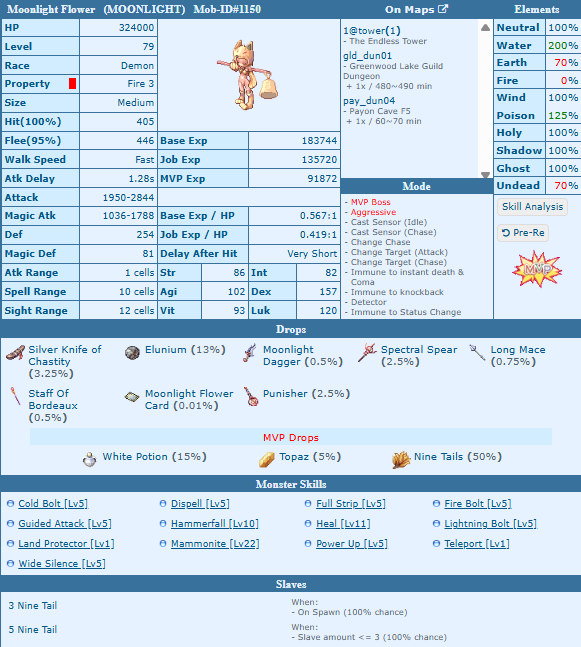 Moonlight Flower (MOONLIGHT) Mob-ID#1150
On Maps
Elements
HP 324000
Level 79
Race Demon
Property Fire 3
Size Medium
Hit(100%) 405
Flee(95%) 446
Walk Speed Fast
Atk Delay 1.28s
Attack 1950-2844
Magic Atk 1036-1788
Def 254
Magic Def 81
Atk Range 1 cells
Spell Range 10 cells
Sight Range 12 cells
Base Exp 183744
Job Exp 135720
MVP Exp 91872
Base Exp / HP 0.567:1
Job Exp / HP 0.419:1
Delay After Hit Very Short
Str 86 Int 82
Agi 102 Dex 157
Vit 93 Luk 120
1@tower(1)
- The Endless Tower
gld_dun01
- Greenwood Lake Guild
Dungeon
+ 1x / 480~490 min
pay_dun04
- Payon Cave F5
+ 1x / 60~70 min
Mode
- MVP Boss
- Aggressive
- Cast Sensor (Idle)
- Cast Sensor (Chase)
- Change Chase
- Change Target (Attack)
- Change Target (Chase)
- Immune to instant death &
Coma
- Immune to knockback
- Detector
- Immune to Status Change
Neutral 100%
Water 200%
Earth 70%
Fire 0%
Wind 100%
Poison 125%
Holy 100%
Shadow 100%
Ghost 100%
Undead 70%
Skill Analysis
Pre-Re
MVP
Drops
Silver Knife of
Chastity
(3.25%)
Elunium (13%)
Moonlight
Dagger (0.5%)
Spectral Spear
(2.5%)
Long Mace
(0.75%)
Staff Of
Bordeaux
(0.5%)
Moonlight Flower
Card (0.01%)
Punisher (2.5%)
MVP Drops
White Potion (15%)
Topaz (5%)
Nine Tails (50%)
Monster Skills
Cold Bolt [Lv5]
Dispell [Lv5]
Full Strip [Lv5]
Fire Bolt [Lv5]
Guided Attack [Lv5]
Hammerfall [Lv10]
Heal [Lv11]
Lightning Bolt [Lv5]
Land Protector [Lv1]
Mammonite [Lv22]
Power Up [Lv5]
Teleport [Lv1]
Wide Silence [Lv5]
Slaves
3 Nine Tail
When:
- On Spawn (100% chance)
5 Nine Tail
When:
- Slave amount <= 3 (100% chance)